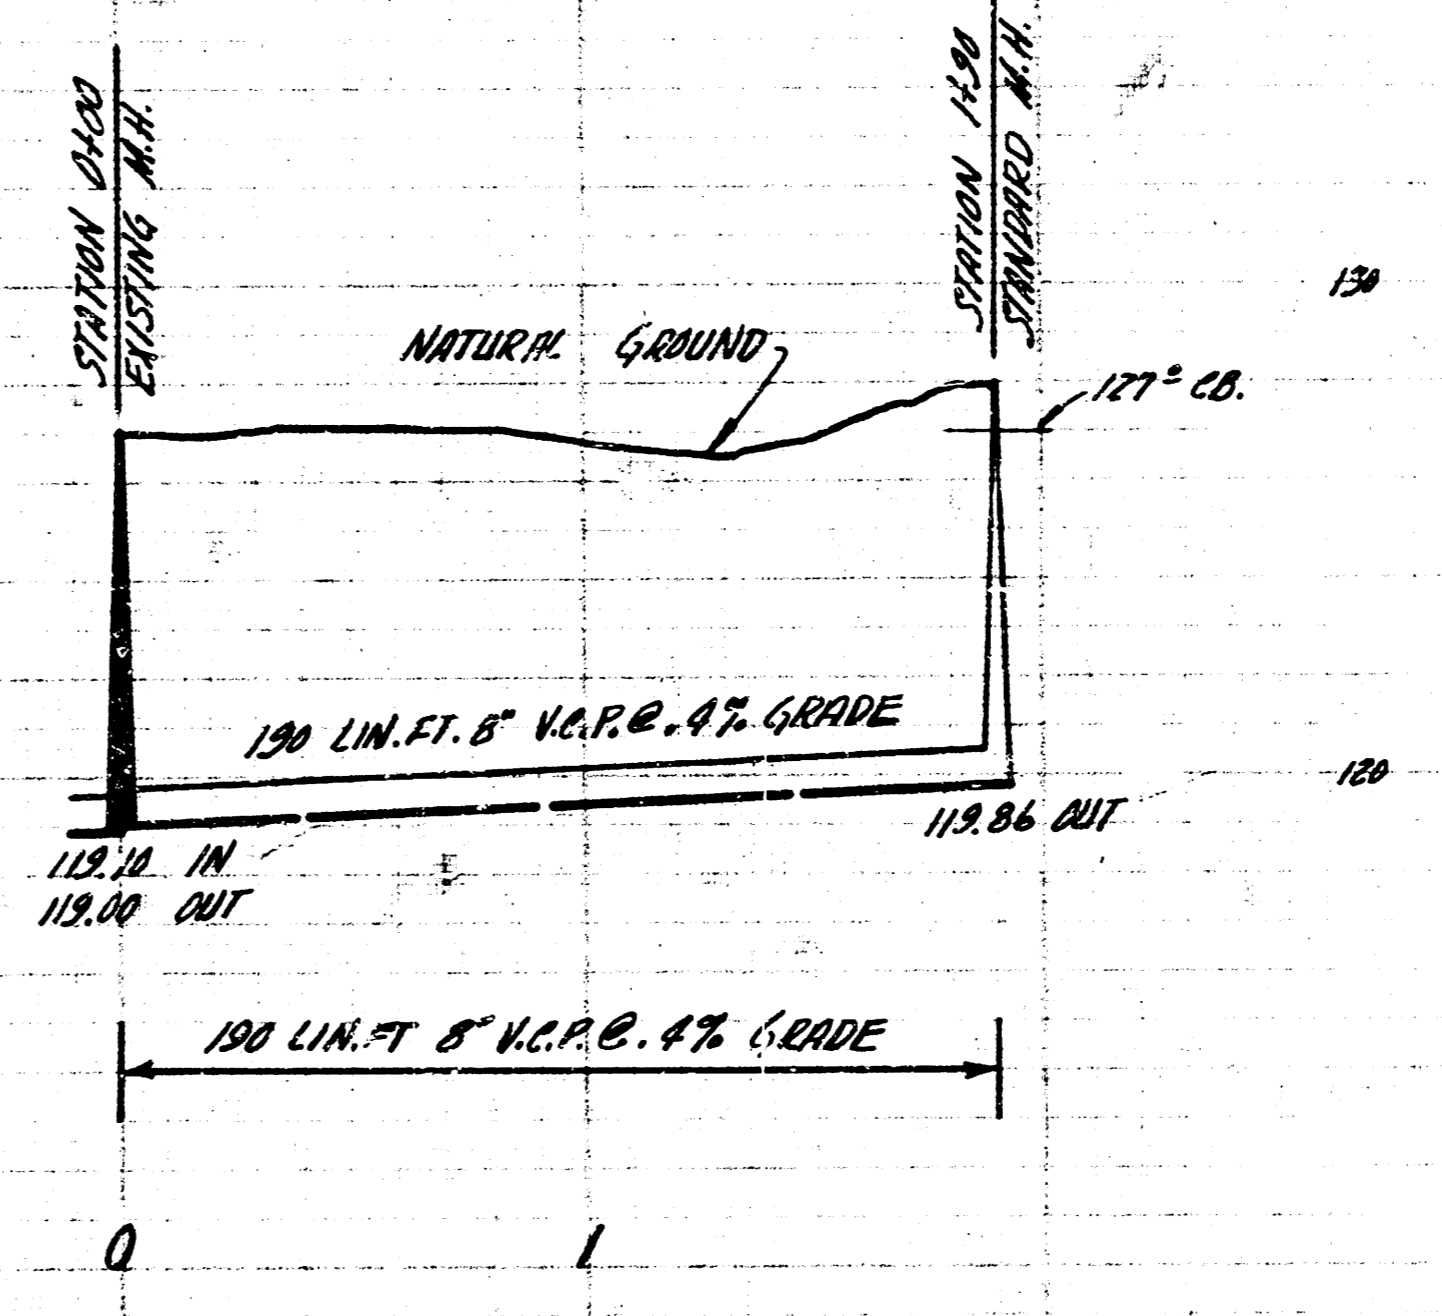 STATION 0+00
EXISTING M.H.
STATION 1+90
STANDARD M.H.
130
NATURAL GROUND
127º CB.
190 LIN. FT. 8" V.C.P. @ .4% GRADE
120
119.86 OUT
119.10 IN
119.00 OUT
190 LIN. FT 8" V.C.P. @ .4% GRADE
0
1